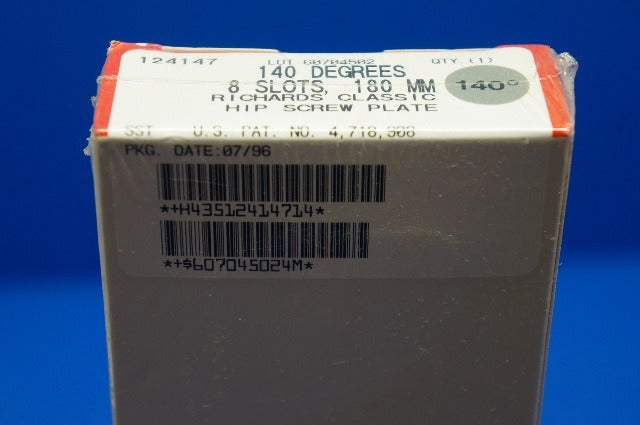 124147 LOT G0704502 QTY (1)
140 DEGREES
8 SLOTS, 180 MM 140°
RICHARDS CLASSIC
HIP SCREW PLATE
SST U.S. PAT. NO. 4,718,908
PKG. DATE:07/96
*+H43512414714*
*+$607045024M*